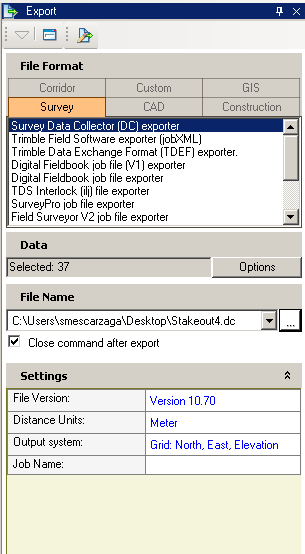 Export
File Format
Corridor Custom GIS
Survey CAD Construction
Survey Data Collector (DC) exporter
Trimble Field Software exporter (jobXML)
Trimble Data Exchange Format (TDEF) exporter.
Digital Fieldbook job file (V1) exporter
Digital Fieldbook job file exporter
TDS Interlock (ilj) file exporter
SurveyPro job file exporter
Field Surveyor V2 job file exporter
Data
Selected: 37 Options
File Name
C:\Users\smescarzaga\Desktop\Stakeout4.dc ...
Close command after export
Settings
File Version: Version 10.70
Distance Units: Meter
Output system: Grid: North, East, Elevation
Job Name: